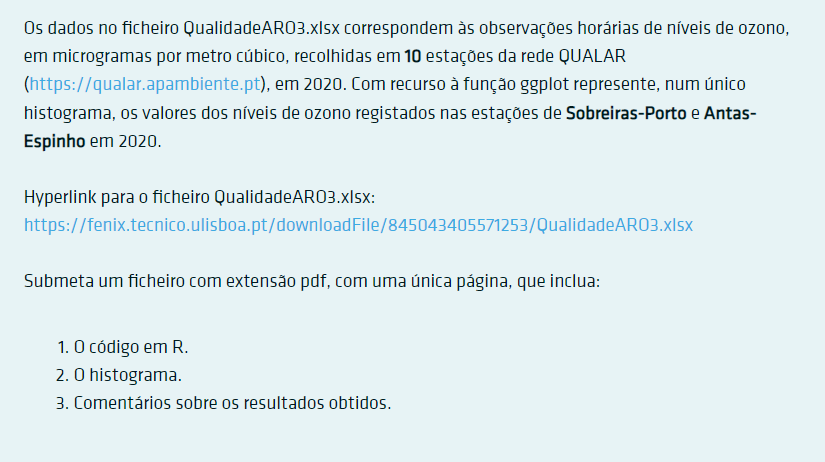 Os dados no ficheiro QualidadeARO3.xlsx correspondem às observações horárias de níveis de ozono,
em microgramas por metro cúbico, recolhidas em 10 estações da rede QUALAR
(https://qualar.apambiente.pt), em 2020. Com recurso à função ggplot represente, num único
histograma, os valores dos níveis de ozono registados nas estações de Sobreiras-Porto e Antas-
Espinho em 2020.
Hyperlink para o ficheiro QualidadeARO3.xlsx:
https://fenix.tecnico.ulisboa.pt/downloadFile/845043405571253/QualidadeARO3.xlsx
Submeta um ficheiro com extensão pdf, com uma única página, que inclua:
1. O código em R.
2. O histograma.
3. Comentários sobre os resultados obtidos.